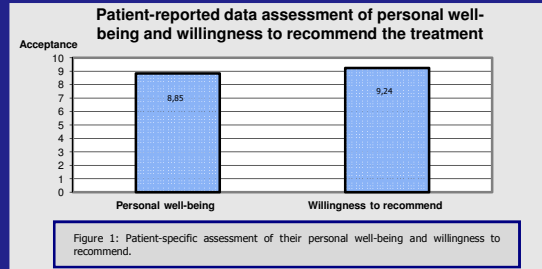 Patient-reported data assessment of personal well-
being and willingness to recommend the treatment
Acceptance
10
9
8
7
6
5
4
3
2
1
0
8,85
9,24
Personal well-being
Willingness to recommend
Figure 1: Patient-specific assessment of their personal well-being and willingness to
recommend.